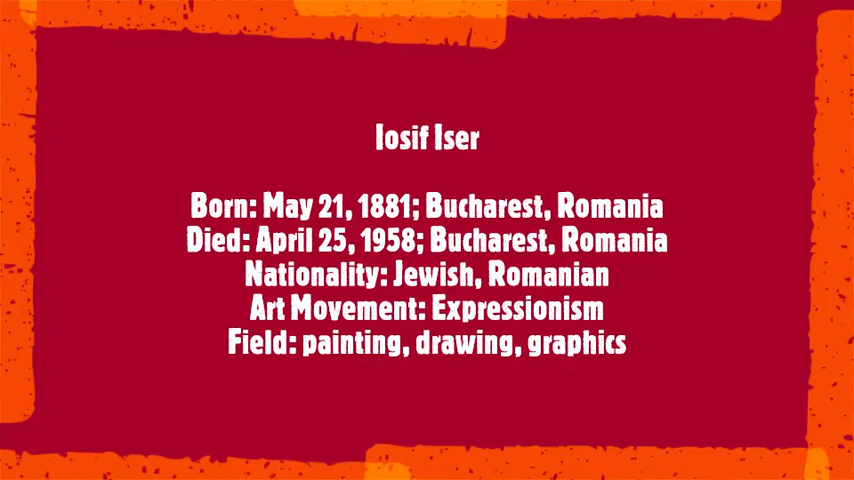 Iosif Iser
Born: May 21, 1881; Bucharest, Romania
Died: April 25, 1958; Bucharest, Romania
Nationality: Jewish, Romanian
Art Movement: Expressionism
Field: painting, drawing, graphics